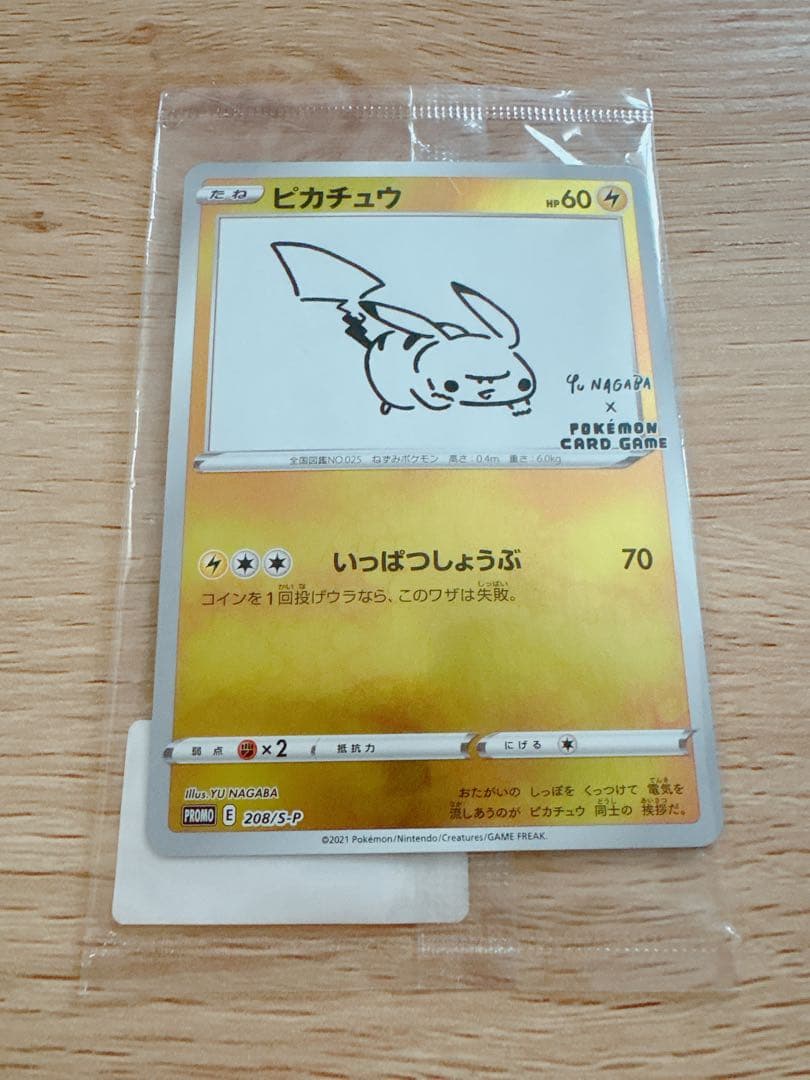 たね ピカチュウ HP60
YU NAGABA
×
POKÉMON
CARD GAME
全国図鑑NO.025 ねずみポケモン 高さ:0.4m 重さ:6.0kg
いっぱつしょうぶ 70
コインを1回投げウラなら、このワザは失敗。
弱点 ×2 抵抗力 にげる
Illus.YU NAGABA
おたがいの しっぽを くっつけて 電気を
流しあうのが ピカチュウ 同士の 挨拶だ。
PROMO E 208/S-P
©2021 Pokémon/Nintendo/Creatures/GAME FREAK.